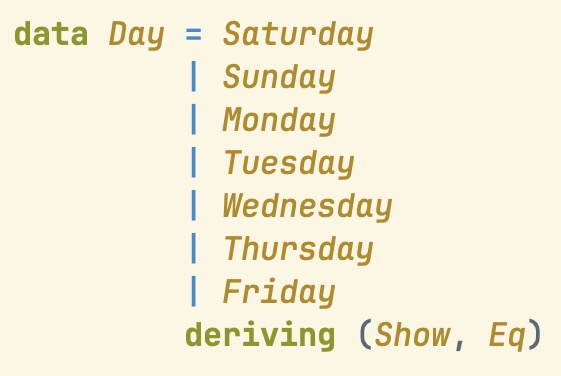 data Day = Saturday
| Sunday
| Monday
| Tuesday
| Wednesday
| Thursday
| Friday
deriving (Show, Eq)